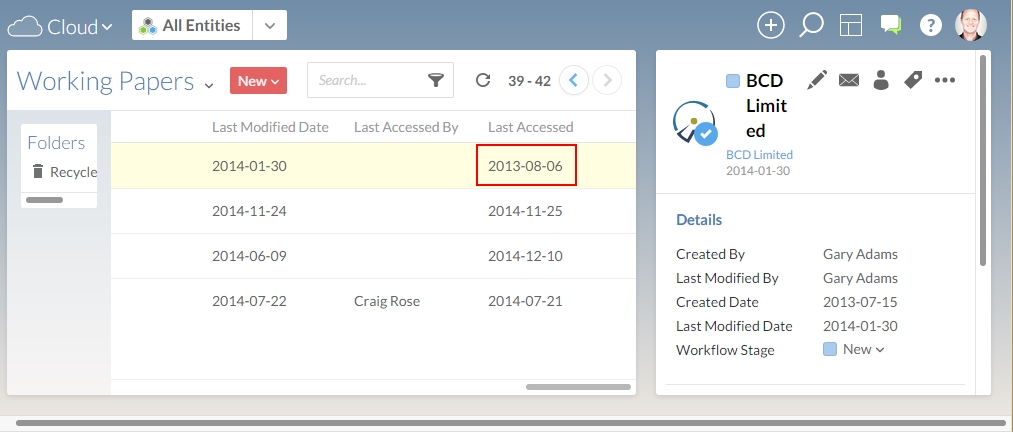 Cloud
All Entities
Working Papers
New
Search...
39 - 42
Folders
Recycle
Last Modified Date Last Accessed By Last Accessed
2014-01-30 2013-08-06
2014-11-24 2014-11-25
2014-06-09 2014-12-10
2014-07-22 Craig Rose 2014-07-21
BCD
Limit
ed
BCD Limited
2014-01-30
Details
Created By Gary Adams
Last Modified By Gary Adams
Created Date 2013-07-15
Last Modified Date 2014-01-30
Workflow Stage New